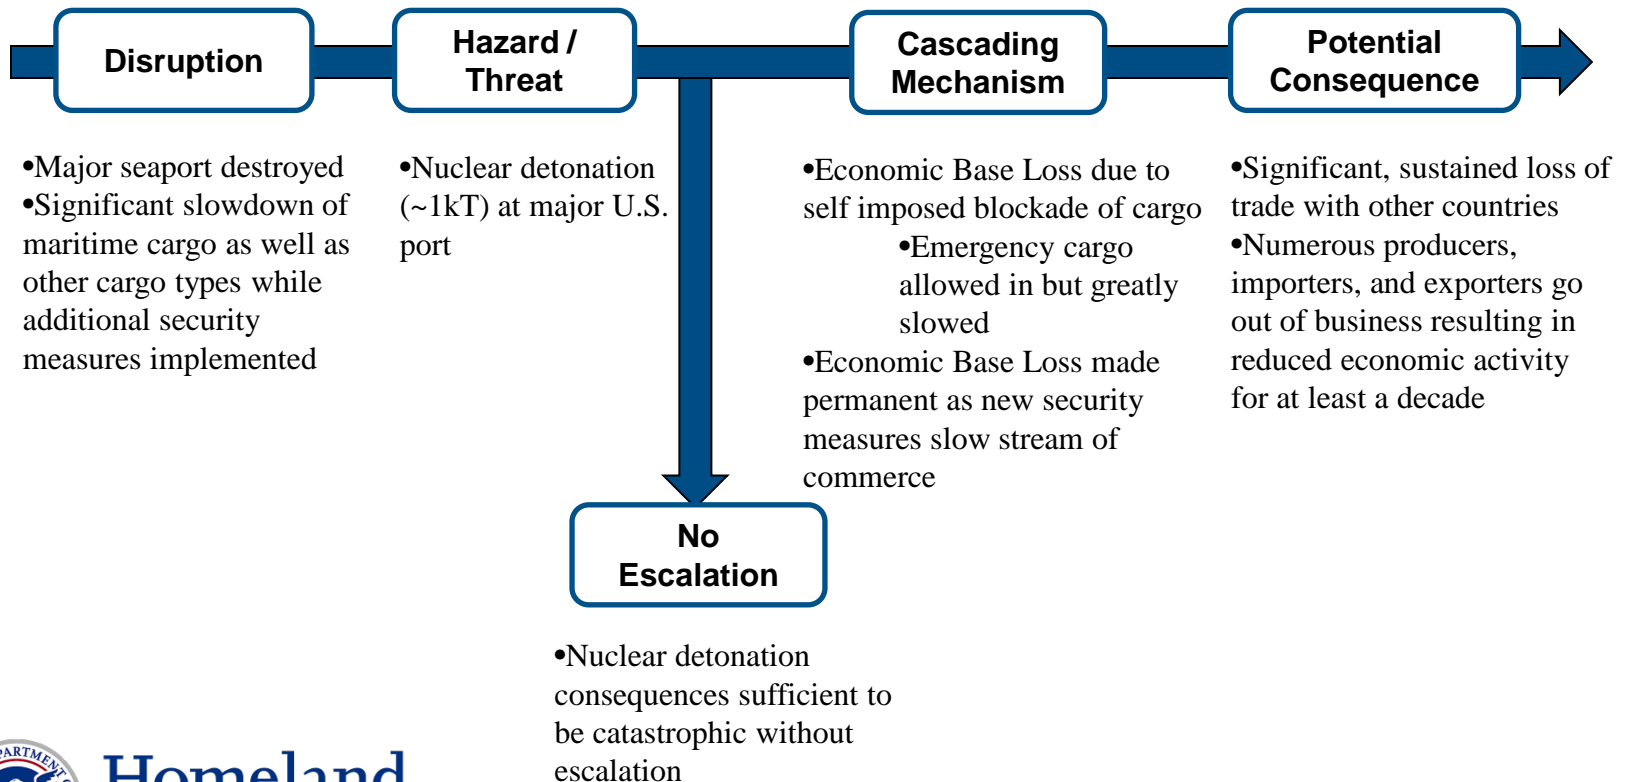 Disruption
Hazard /
Threat
Cascading
Mechanism
Potential
Consequence
•Major seaport destroyed
•Significant slowdown of
maritime cargo as well as
other cargo types while
additional security
measures implemented
•Nuclear detonation
(~1kT) at major U.S.
port
•Economic Base Loss due to
self imposed blockade of cargo
•Emergency cargo
allowed in but greatly
slowed
•Economic Base Loss made
permanent as new security
measures slow stream of
commerce
•Significant, sustained loss of
trade with other countries
•Numerous producers,
importers, and exporters go
out of business resulting in
reduced economic activity
for at least a decade
No
Escalation
•Nuclear detonation
consequences sufficient to
be catastrophic without
escalation
Homeland